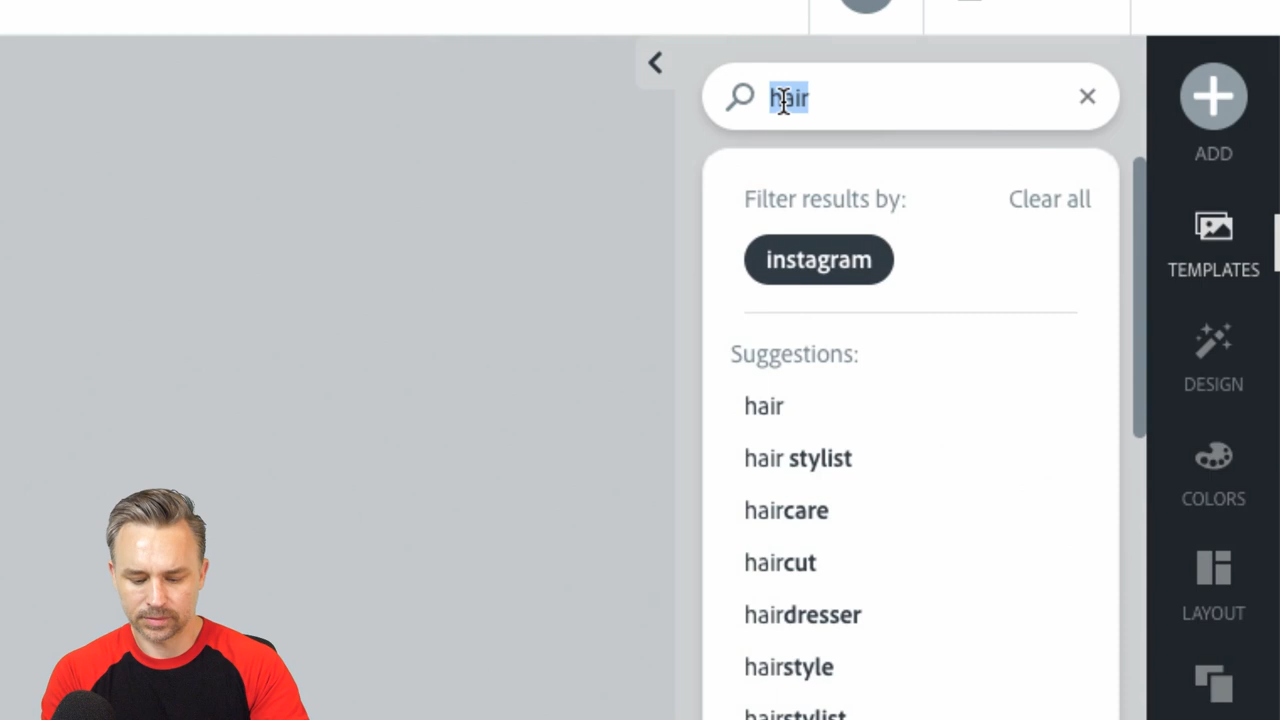 hair
ADD
Filter results by:
Clear all
instagram
TEMPLATES
Suggestions:
hair
hair stylist
haircare
haircut
hairdresser
hairstyle
hairstylist
DESIGN
COLORS
LAYOUT